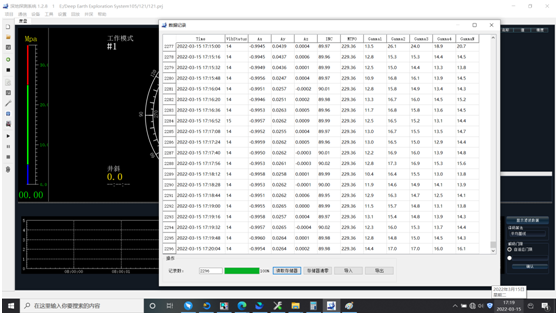 Mpa
工作模式
#1
外斜
0.0
00.00
数据记录
Time VibStatus Ax Ay Az INC MTFO Gamma1 Gamma2 Gamma3 Gamma4 GammaN
2277 2022-03-15 17:15:00 14 -0.9945 0.0439 0.0004 89.97 229.36 13.5 26.1 24.0 18.9 20.7
2278 2022-03-15 17:15:16 14 -0.9945 0.0437 0.0006 89.96 229.36 12.8 15.3 15.3 14.4 14.5
2279 2022-03-15 17:15:32 14 -0.9949 0.0436 0.0001 89.99 229.36 12.5 15.0 14.4 13.3 13.8
2280 2022-03-15 17:15:48 14 -0.9956 0.0247 0.0004 89.97 229.36 10.9 16.8 16.1 13.9 14.5
2281 2022-03-15 17:16:04 14 -0.9951 0.0257 -0.0002 90.01 229.36 12.8 15.8 14.9 13.4 14.3
2282 2022-03-15 17:16:20 14 -0.9946 0.0251 0.0002 89.98 229.36 13.3 16.7 16.0 14.5 15.2
2283 2022-03-15 17:16:36 14 -0.9953 0.0263 0.0005 89.96 229.36 11.7 16.8 15.8 13.6 14.5
2284 2022-03-15 17:16:52 15 -0.9957 0.0262 0.0009 89.95 229.36 12.5 16.5 15.2 13.1 14.4
2285 2022-03-15 17:17:08 14 -0.9952 0.0255 0.0004 89.97 229.36 13.0 16.7 15.5 13.5 14.7
2286 2022-03-15 17:17:24 14 -0.9959 0.0262 0.0005 89.96 229.36 13.0 16.5 15.0 12.9 14.4
2287 2022-03-15 17:17:40 14 -0.9950 0.0262 -0.0003 90.01 229.36 12.2 16.9 16.0 13.9 14.8
2288 2022-03-15 17:17:56 14 -0.9953 0.0261 -0.0003 90.02 229.36 12.8 17.3 16.9 15.3 15.6
2289 2022-03-15 17:18:12 14 -0.9958 0.0258 0.0001 89.99 229.36 10.4 16.4 15.5 13.0 13.8
2290 2022-03-15 17:18:28 14 -0.9953 0.0262 -0.0001 90.00 229.36 11.9 14.6 14.9 14.1 13.9
2291 2022-03-15 17:18:44 14 -0.9951 0.0262 0.0006 89.95 229.36 12.9 16.3 14.7 12.5 14.1
2292 2022-03-15 17:19:00 14 -0.9955 0.0265 0.0000 89.99 229.36 11.5 15.7 14.8 13.1 13.8
2293 2022-03-15 17:19:16 14 -0.9958 0.0257 0.0004 89.97 229.36 13.1 15.4 14.8 13.9 14.3
2294 2022-03-15 17:19:32 14 -0.9957 0.0265 -0.0004 90.02 229.36 12.3 16.0 15.3 13.7 14.4
2295 2022-03-15 17:19:48 14 -0.9960 0.0264 0.0001 89.98 229.36 12.8 14.8 15.0 14.5 14.3
2296 2022-03-15 17:20:04 14 -0.9954 0.0264 0.0002 89.98 229.36 14.4 17.0 17.0 16.0 16.1
记录数: 2296 100% 读取存储器 存储器清零 导入 导出
在这里输入你要搜索的内容
17:19
2022-03-15